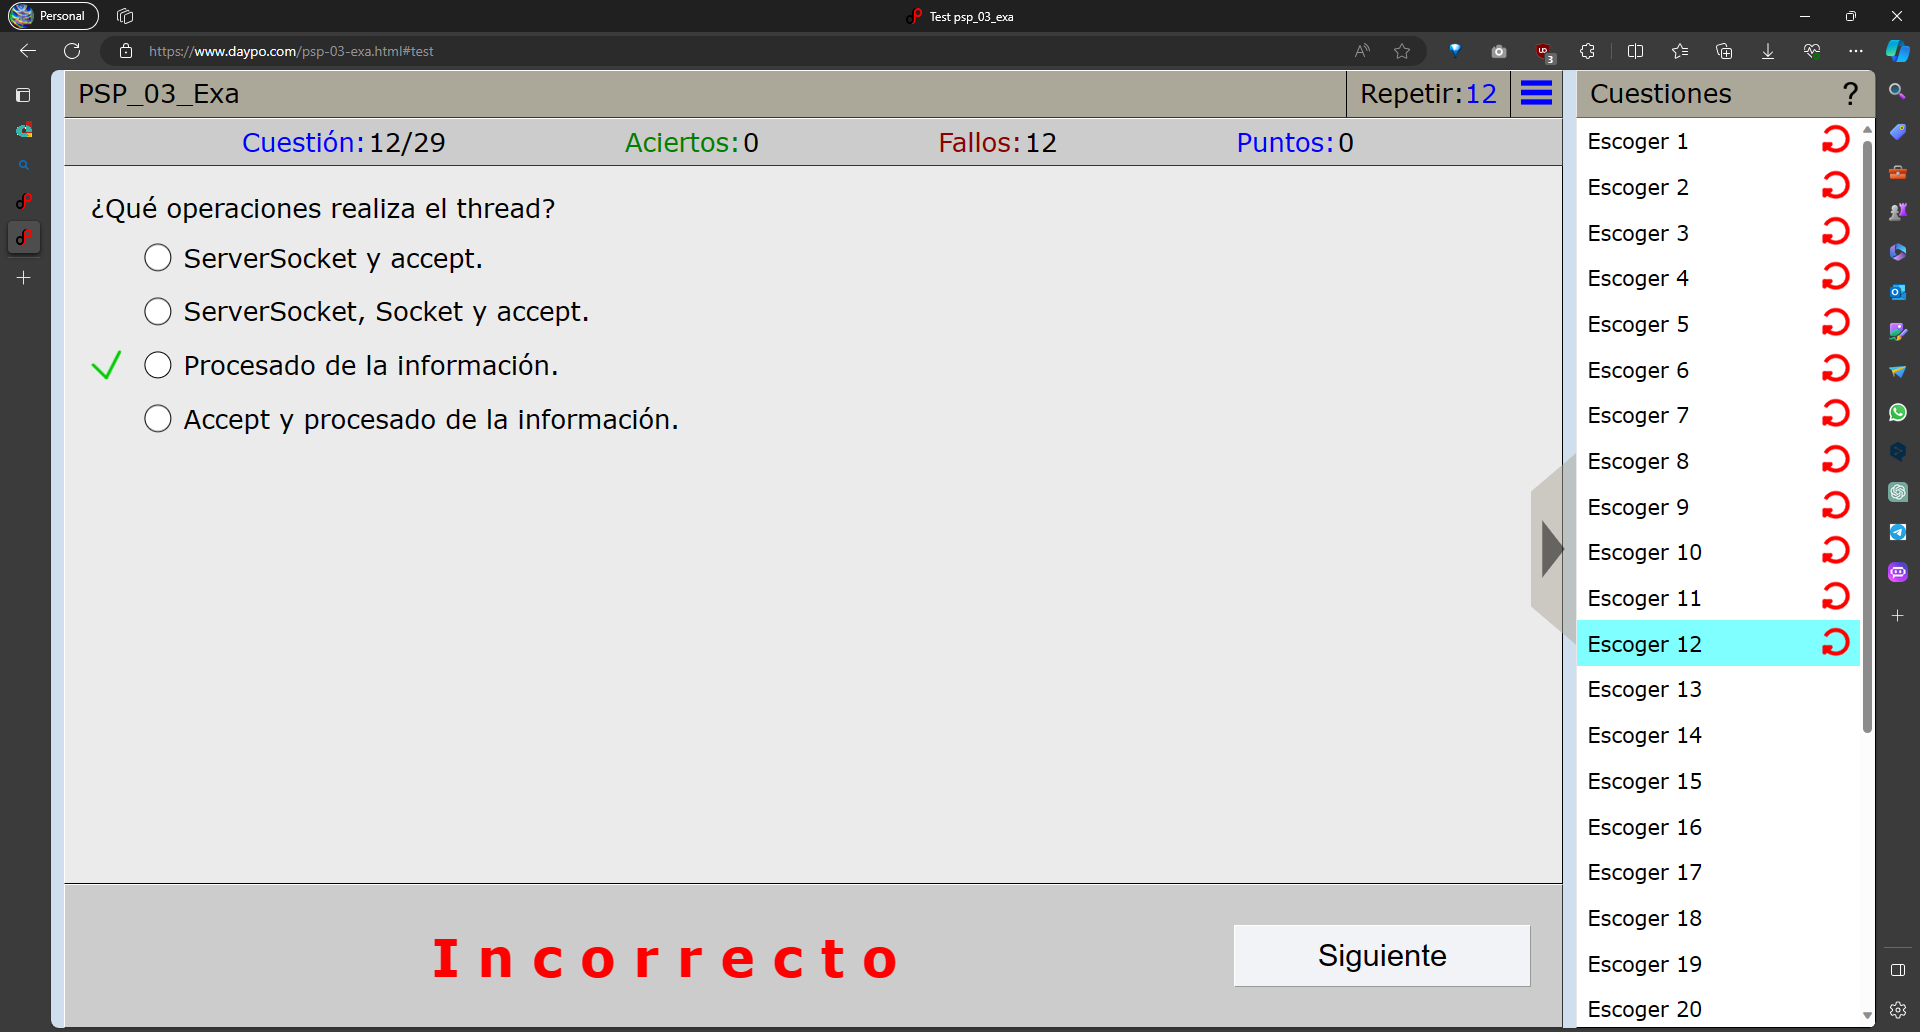 Personal
Test psp_03_exa
https://www.daypo.com/psp-03-exa.html#test
3
PSP_03_Exa
Repetir:12
Cuestión:12/29
Aciertos:0
Fallos:12
Puntos:0
¿Qué operaciones realiza el thread?
ServerSocket y accept.
ServerSocket, Socket y accept.
Procesado de la información.
Accept y procesado de la información.
Incorrecto
Siguiente
Cuestiones ?
Escoger 1
Escoger 2
Escoger 3
Escoger 4
Escoger 5
Escoger 6
Escoger 7
Escoger 8
Escoger 9
Escoger 10
Escoger 11
Escoger 12
Escoger 13
Escoger 14
Escoger 15
Escoger 16
Escoger 17
Escoger 18
Escoger 19
Escoger 20